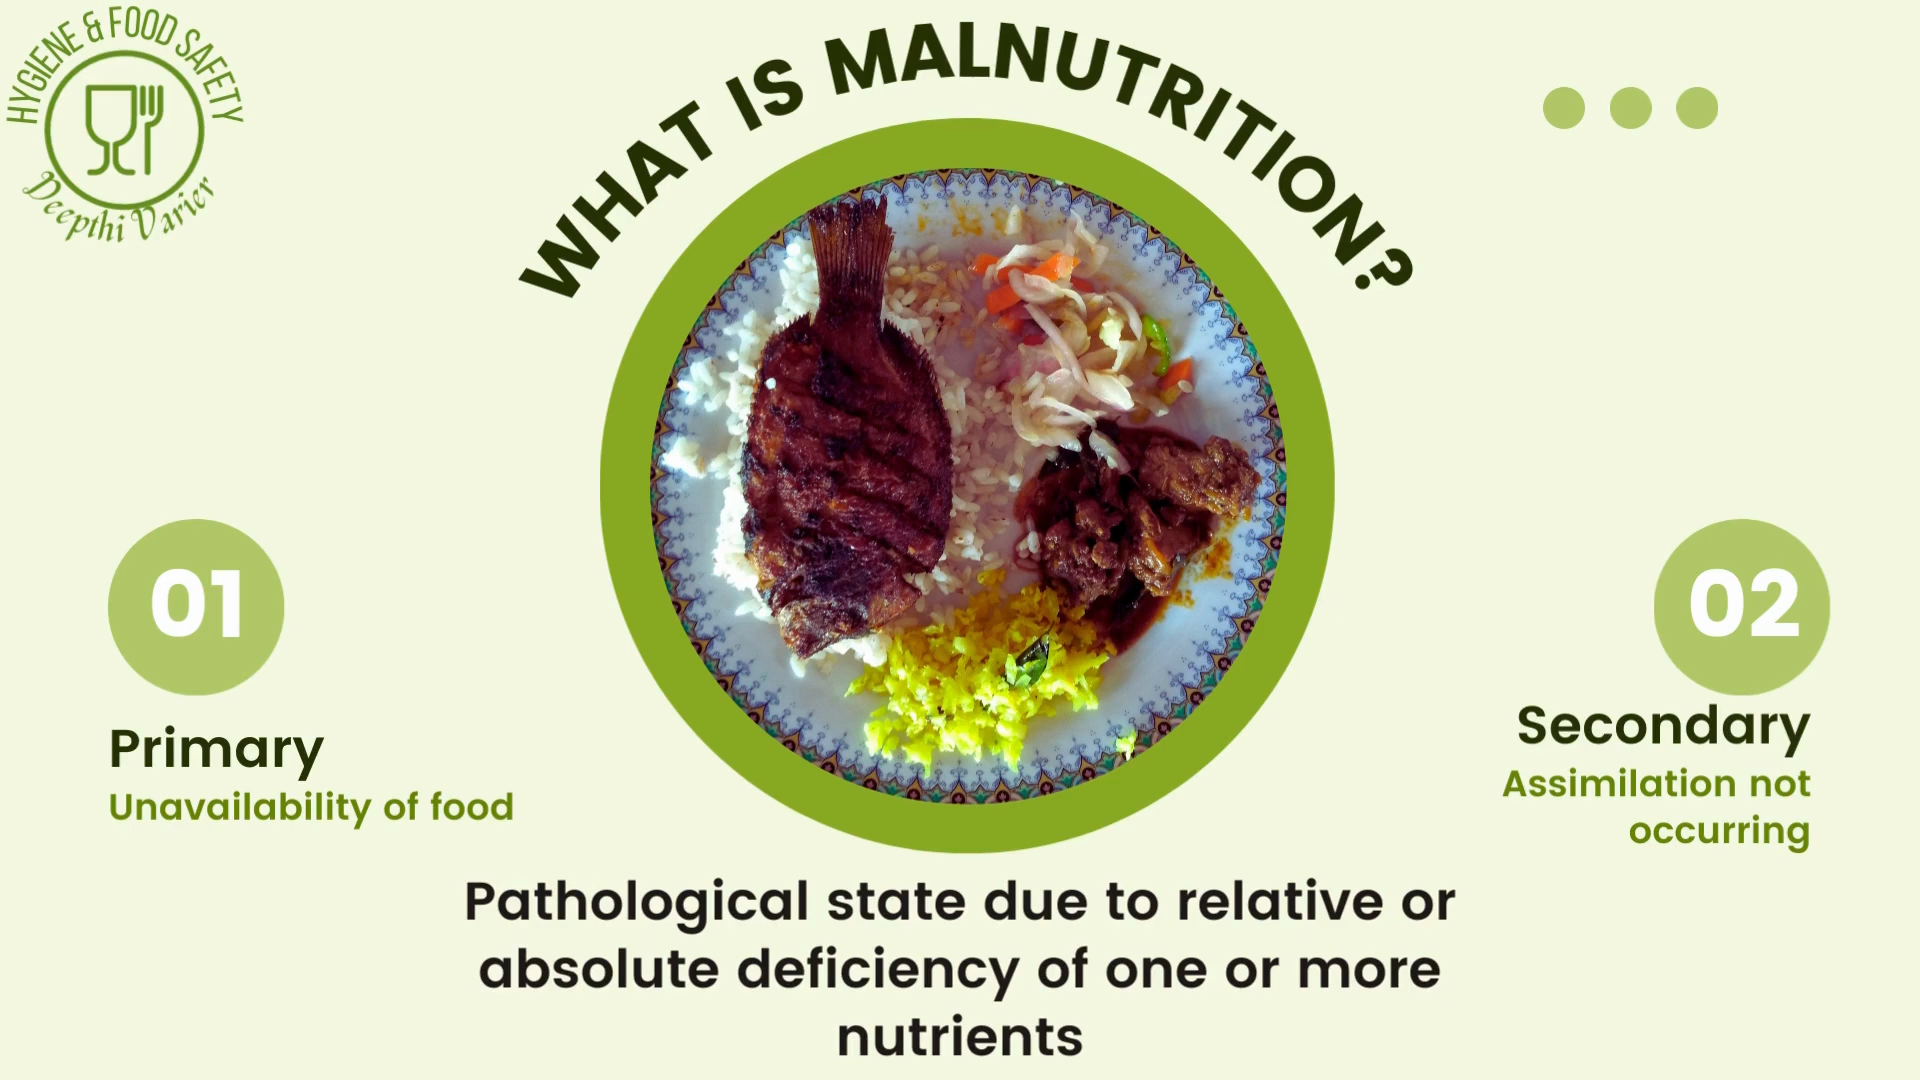 HYGIENE & FOOD SAFETY
Deepthi Varier
WHAT IS MALNUTRITION?
01
Primary
Unavailability of food
02
Secondary
Assimilation not
occurring
Pathological state due to relative or
absolute deficiency of one or more
nutrients